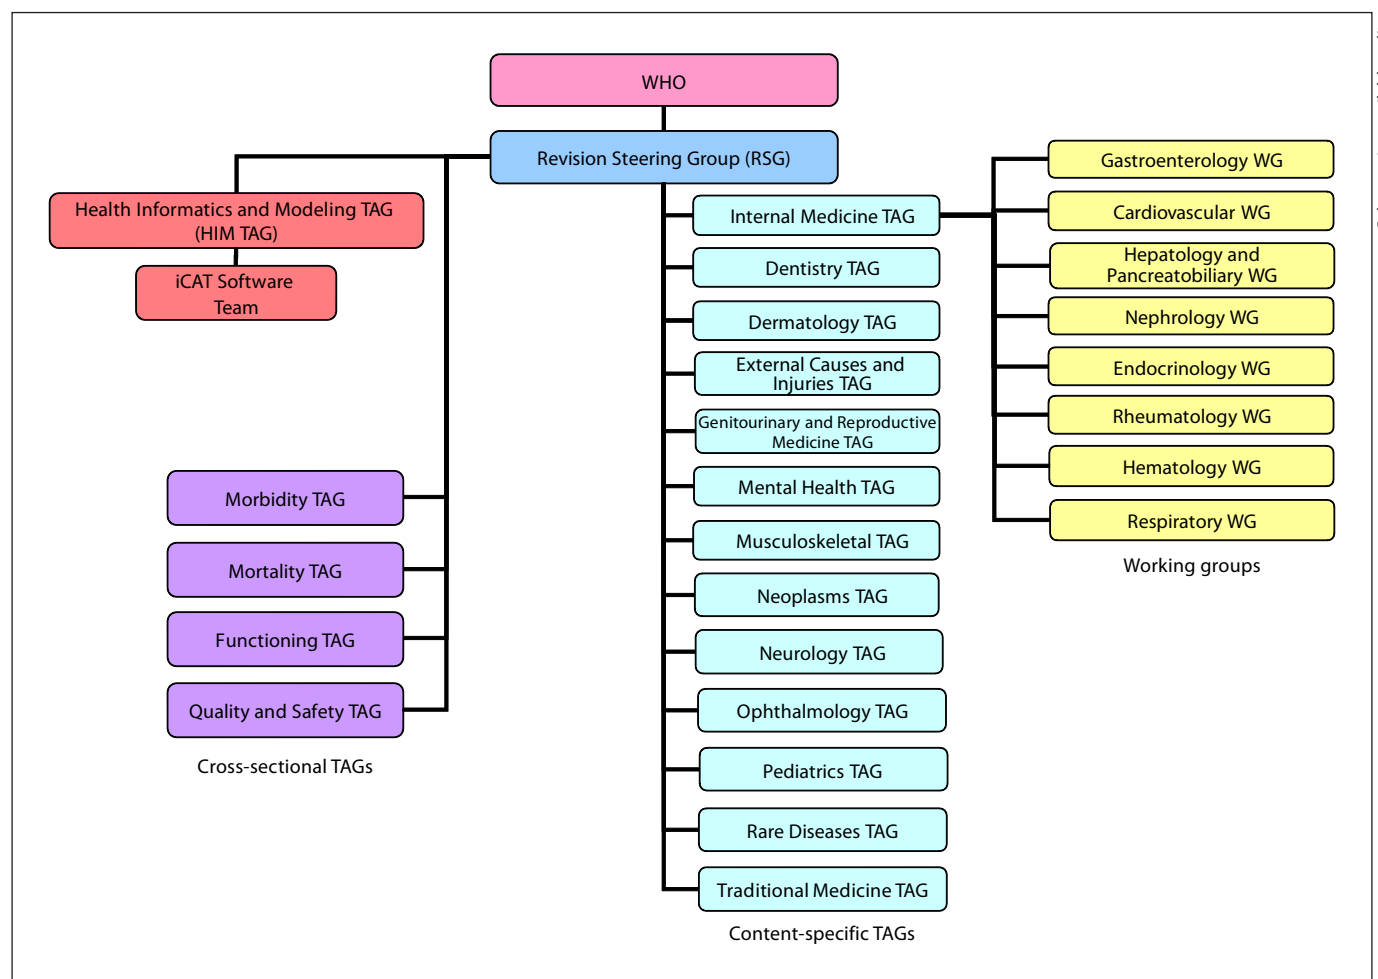 WHO
Revision Steering Group (RSG)
Health Informatics and Modeling TAG
(HIM TAG)
iCAT Software
Team
Morbidity TAG
Mortality TAG
Functioning TAG
Quality and Safety TAG
Cross-sectional TAGs
Internal Medicine TAG
Dentistry TAG
Dermatology TAG
External Causes and
Injuries TAG
Genitourinary and Reproductive
Medicine TAG
Mental Health TAG
Musculoskeletal TAG
Neoplasms TAG
Neurology TAG
Ophthalmology TAG
Pediatrics TAG
Rare Diseases TAG
Traditional Medicine TAG
Content-specific TAGs
Gastroenterology WG
Cardiovascular WG
Hepatology and
Pancreatobiliary WG
Nephrology WG
Endocrinology WG
Rheumatology WG
Hematology WG
Respiratory WG
Working groups